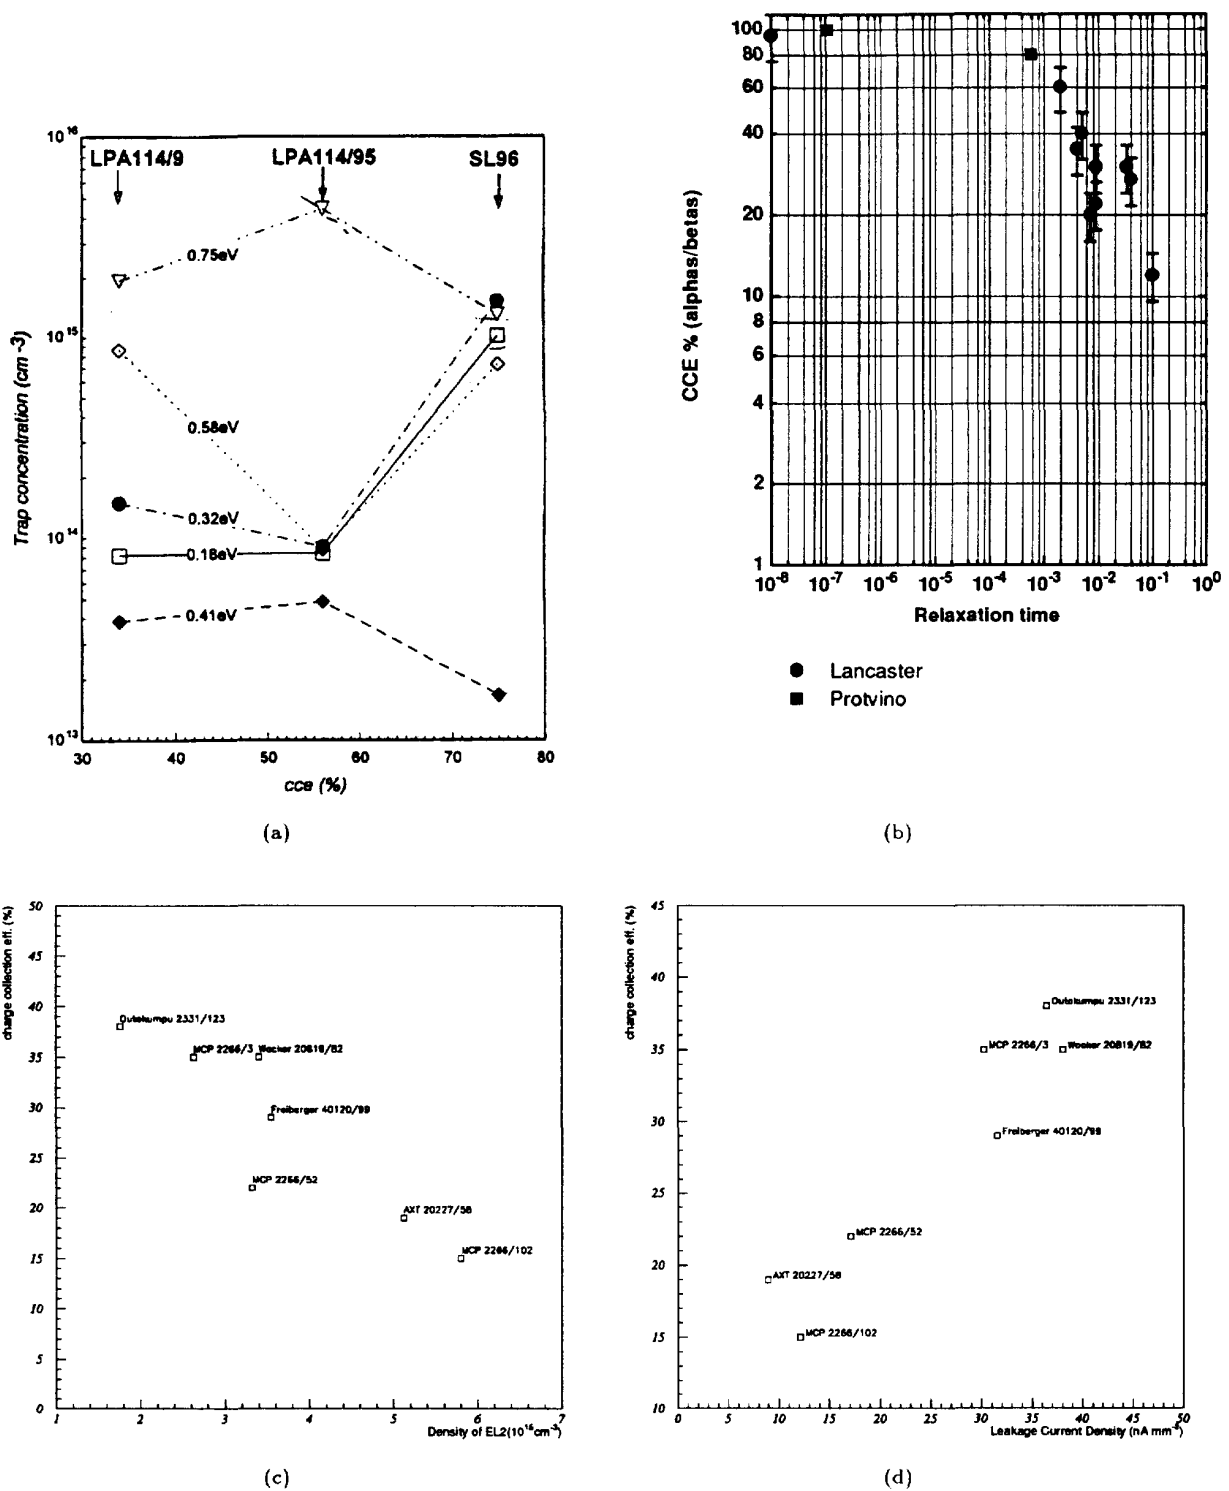 10^16
LPA114/9 LPA114/95 SL96
0.75eV
10^15
0.58eV
0.32eV
10^14
0.18eV
0.41eV
10^13
30 40 50 60 70 80
cce (%)
Trap concentration (cm^-3)
(a)
100
80
60
40
20
10
8
6
4
2
1
10^-8 10^-7 10^-6 10^-5 10^-4 10^-3 10^-2 10^-1 10^0
Relaxation time
CCE % (alphas/betas)
Lancaster
Protvino
(b)
charge collection eff. (%)
50
45
40
35
30
25
20
15
10
5
0
Outokumpu 2331/123
MCP 2266/3 Wacker 20819/82
Freiberger 40120/99
MCP 2266/52
AXT 20227/58
MCP 2266/102
1 2 3 4 5 6 7
Density of EL2(10^16cm^-3)
(c)
charge collection eff. (%)
45
40
35
30
25
20
15
10
Outokumpu 2331/123
MCP 2266/3 Wacker 20819/82
Freiberger 40120/99
MCP 2266/52
AXT 20227/58
MCP 2266/102
0 5 10 15 20 25 30 35 40 45 50
Leakage Current Density (nA mm^-2)
(d)